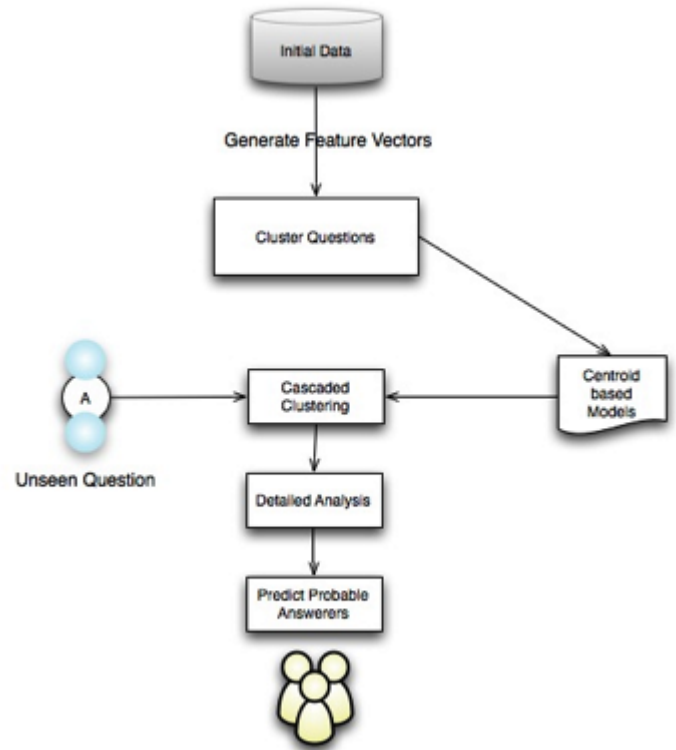 Initial Data
Generate Feature Vectors
Cluster Questions
Centroid
based
Models
A
Unseen Question
Cascaded
Clustering
Detailed Analysis
Predict Probable
Answerers